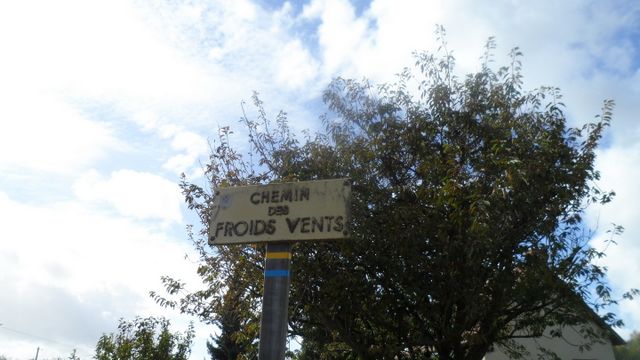 CHEMIN
DES
FROIDS VENTS